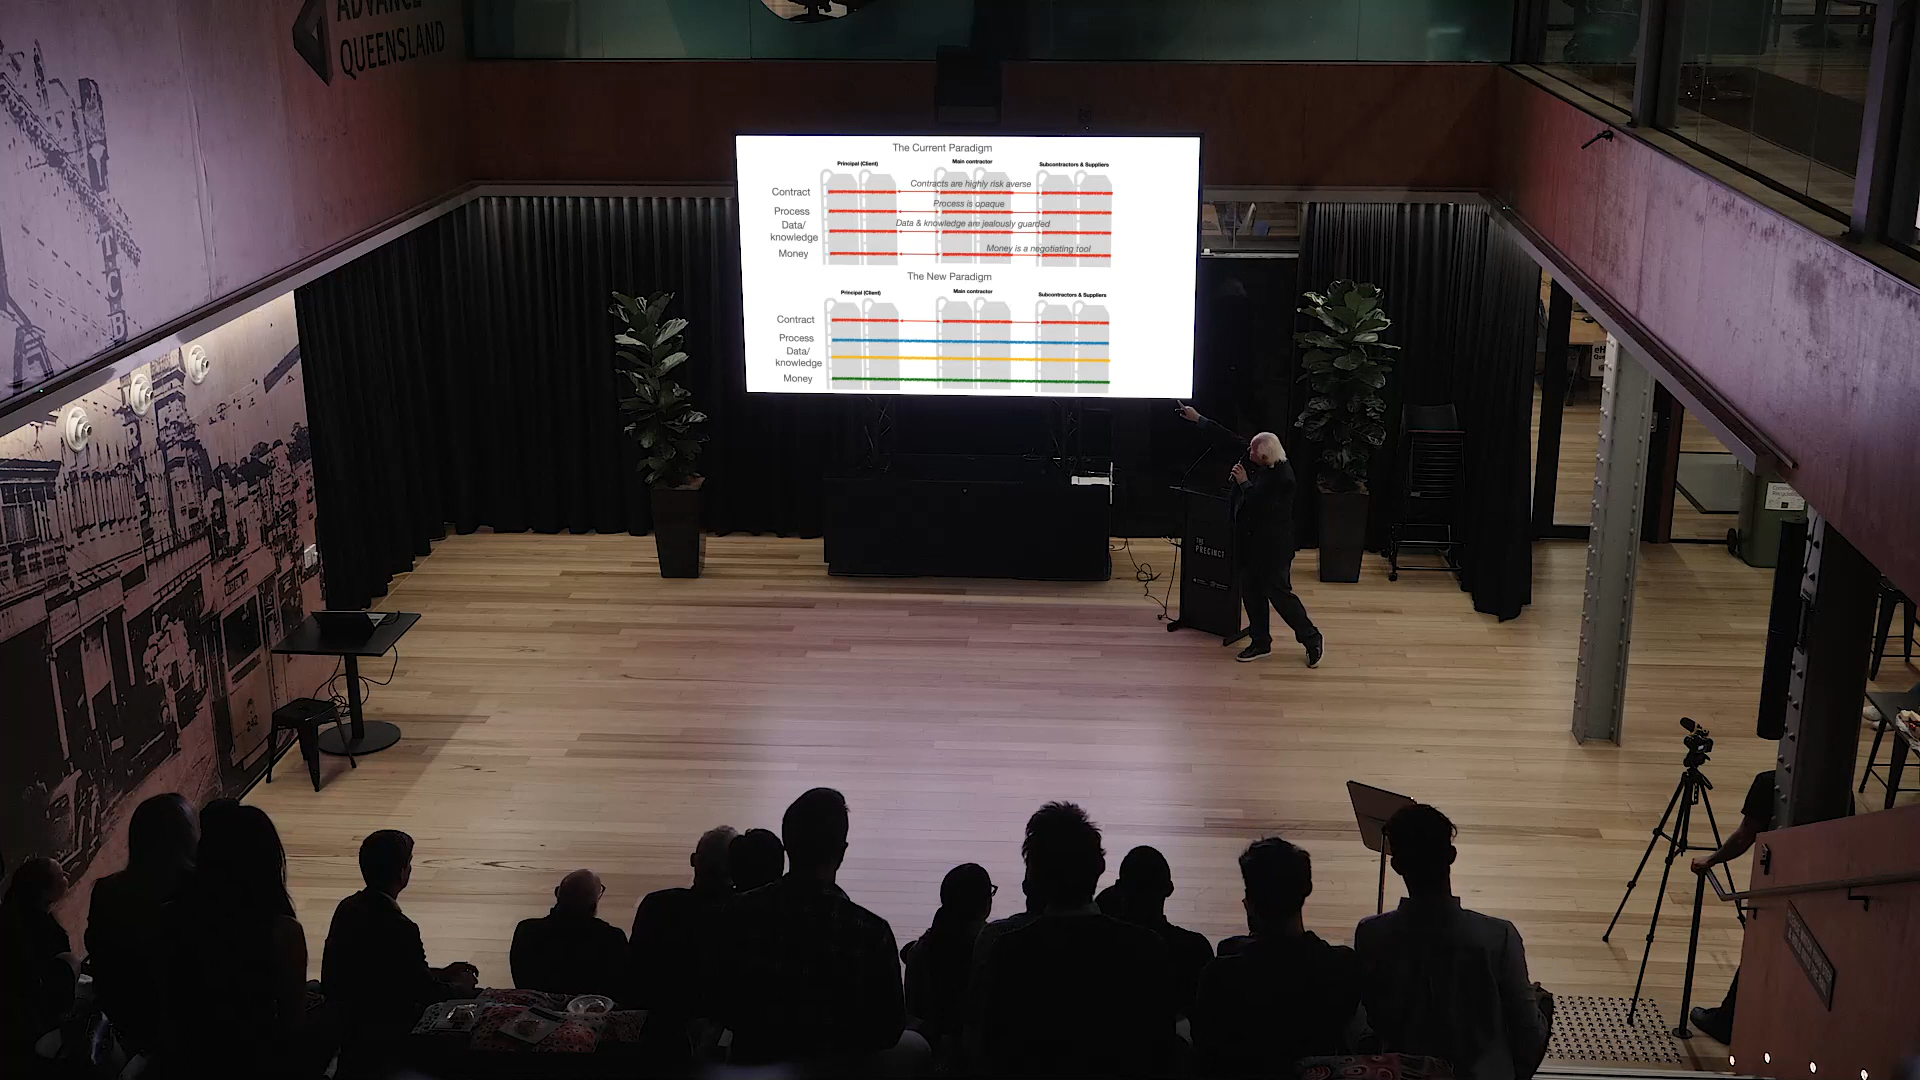 ADVANCE
QUEENSLAND
The Current Paradigm
Principal (Client)
Main contractor
Subcontractors & Suppliers
Contract
Contracts are highly risk averse
Process
Process is opaque
Data/
knowledge
Data & knowledge are jealously guarded
Money
Money is a negotiating tool
The New Paradigm
Principal (Client)
Main contractor
Subcontractors & Suppliers
Contract
Process
Data/
knowledge
Money
THE
PRECINCT
242